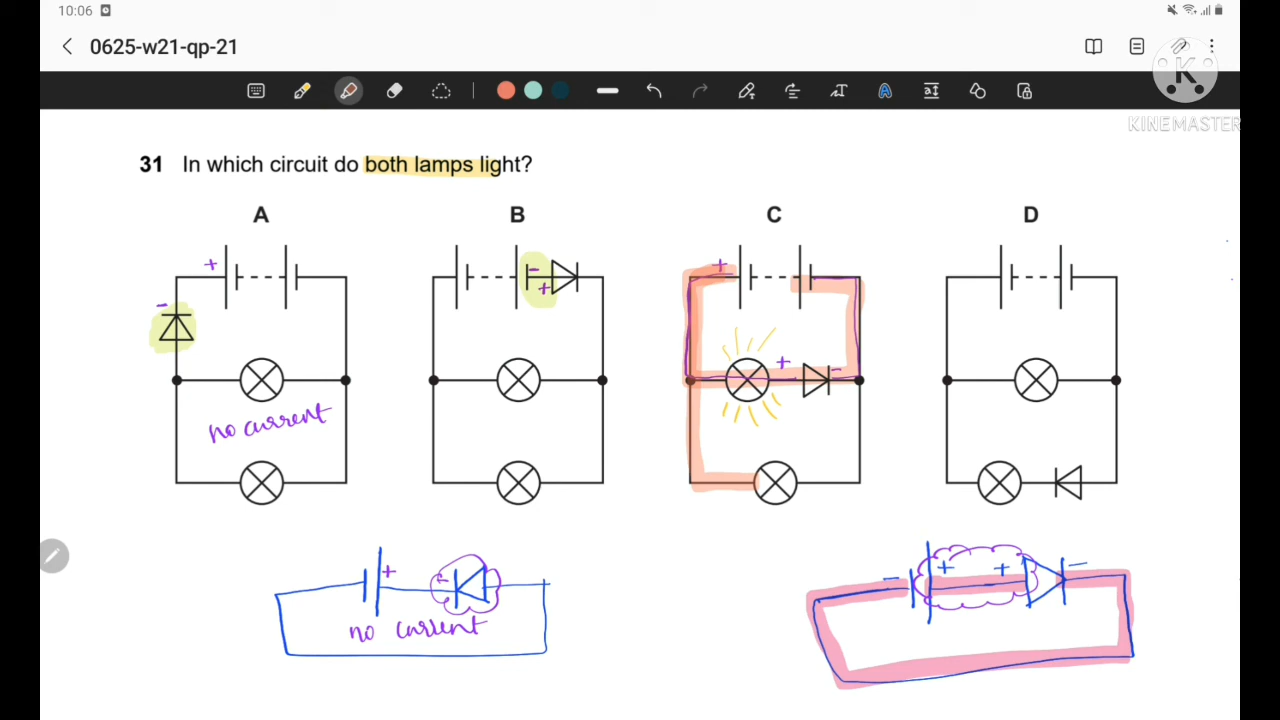 10:06
0625-w21-qp-21
K
KINEMASTER
31 In which circuit do both lamps light?
A B C D
+ - + + -
- + + -
no current
+ - - + + -
no current